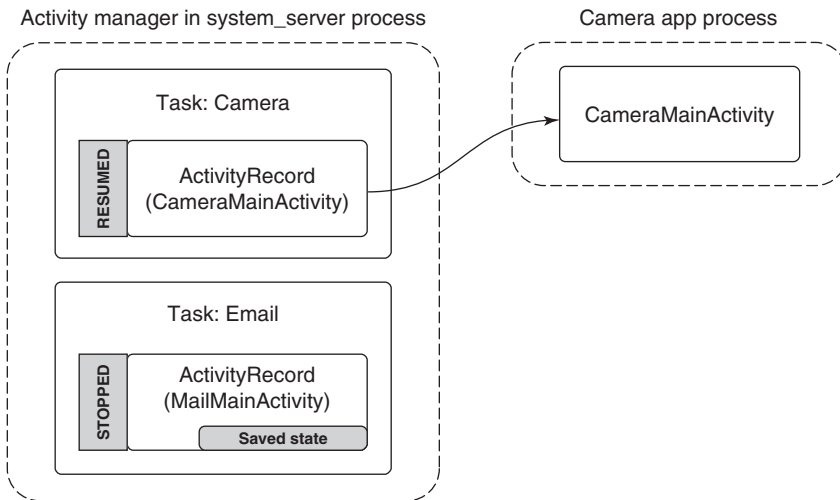 Activity manager in system_server process
Camera app process
Task: Camera
RESUMED
ActivityRecord
(CameraMainActivity)
CameraMainActivity
Task: Email
STOPPED
ActivityRecord
(MailMainActivity)
Saved state